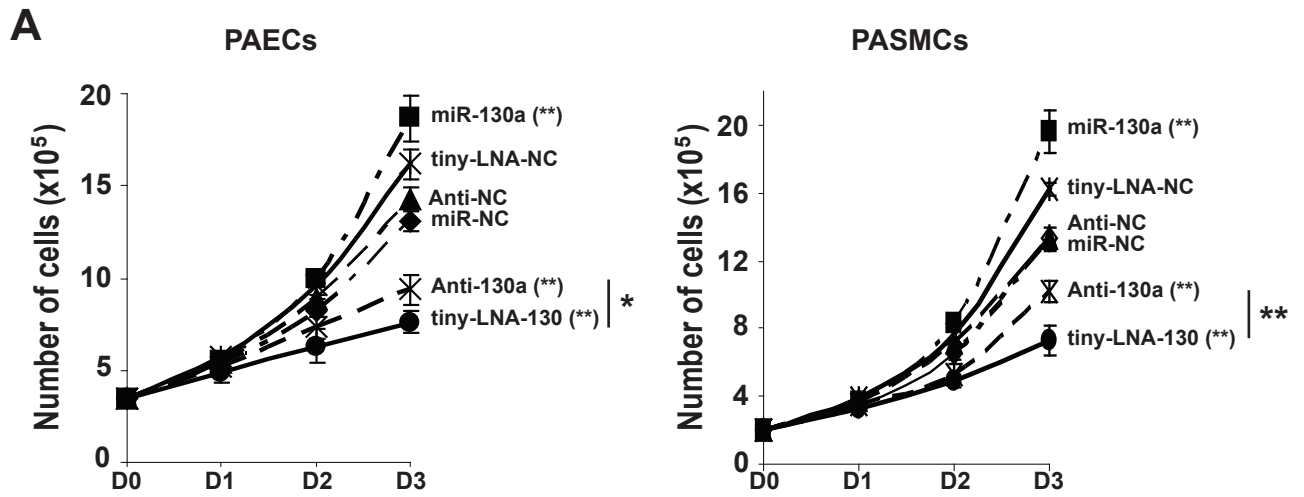 A
PAECs
Number of cells (x10⁵)
20
15
10
5
0
D0 D1 D2 D3
miR-130a (**)
tiny-LNA-NC
Anti-NC
miR-NC
Anti-130a (**)
tiny-LNA-130 (**)
*
PASMCs
Number of cells (x10⁵)
20
16
12
8
4
0
D0 D1 D2 D3
miR-130a (**)
tiny-LNA-NC
Anti-NC
miR-NC
Anti-130a (**)
tiny-LNA-130 (**)
**